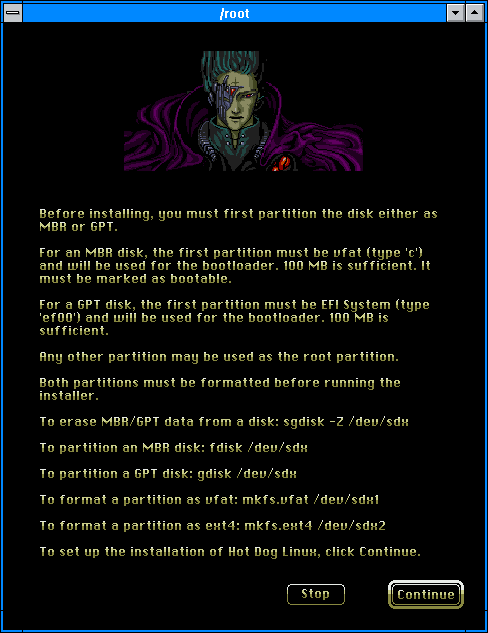 /root
Before installing, you must first partition the disk either as
MBR or GPT.
For an MBR disk, the first partition must be vfat (type 'c')
and will be used for the bootloader. 100 MB is sufficient. It
must be marked as bootable.
For a GPT disk, the first partition must be EFI System (type
'ef00') and will be used for the bootloader. 100 MB is
sufficient.
Any other partition may be used as the root partition.
Both partitions must be formatted before running the
installer.
To erase MBR/GPT data from a disk: sgdisk -Z /dev/sdx
To partition an MBR disk: fdisk /dev/sdx
To partition a GPT disk: gdisk /dev/sdx
To format a partition as vfat: mkfs.vfat /dev/sdx1
To format a partition as ext4: mkfs.ext4 /dev/sdx2
To set up the installation of Hot Dog Linux, click Continue.
Stop Continue